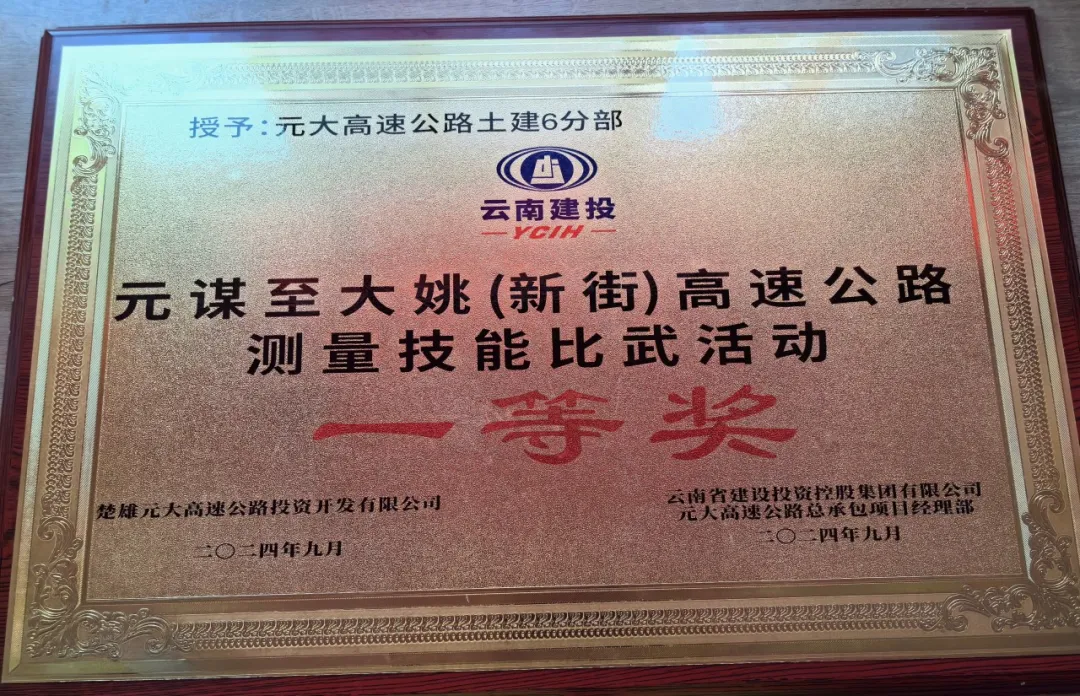 授予：元大高速公路土建6分部
云南建投
YCIH
元谋至大姚(新街)高速公路
测量技能比武活动
一等奖
楚雄元大高速公路投资开发有限公司
二〇二四年九月
云南省建设投资控股集团有限公司
元大高速公路总承包项目经理部
二〇二四年九月